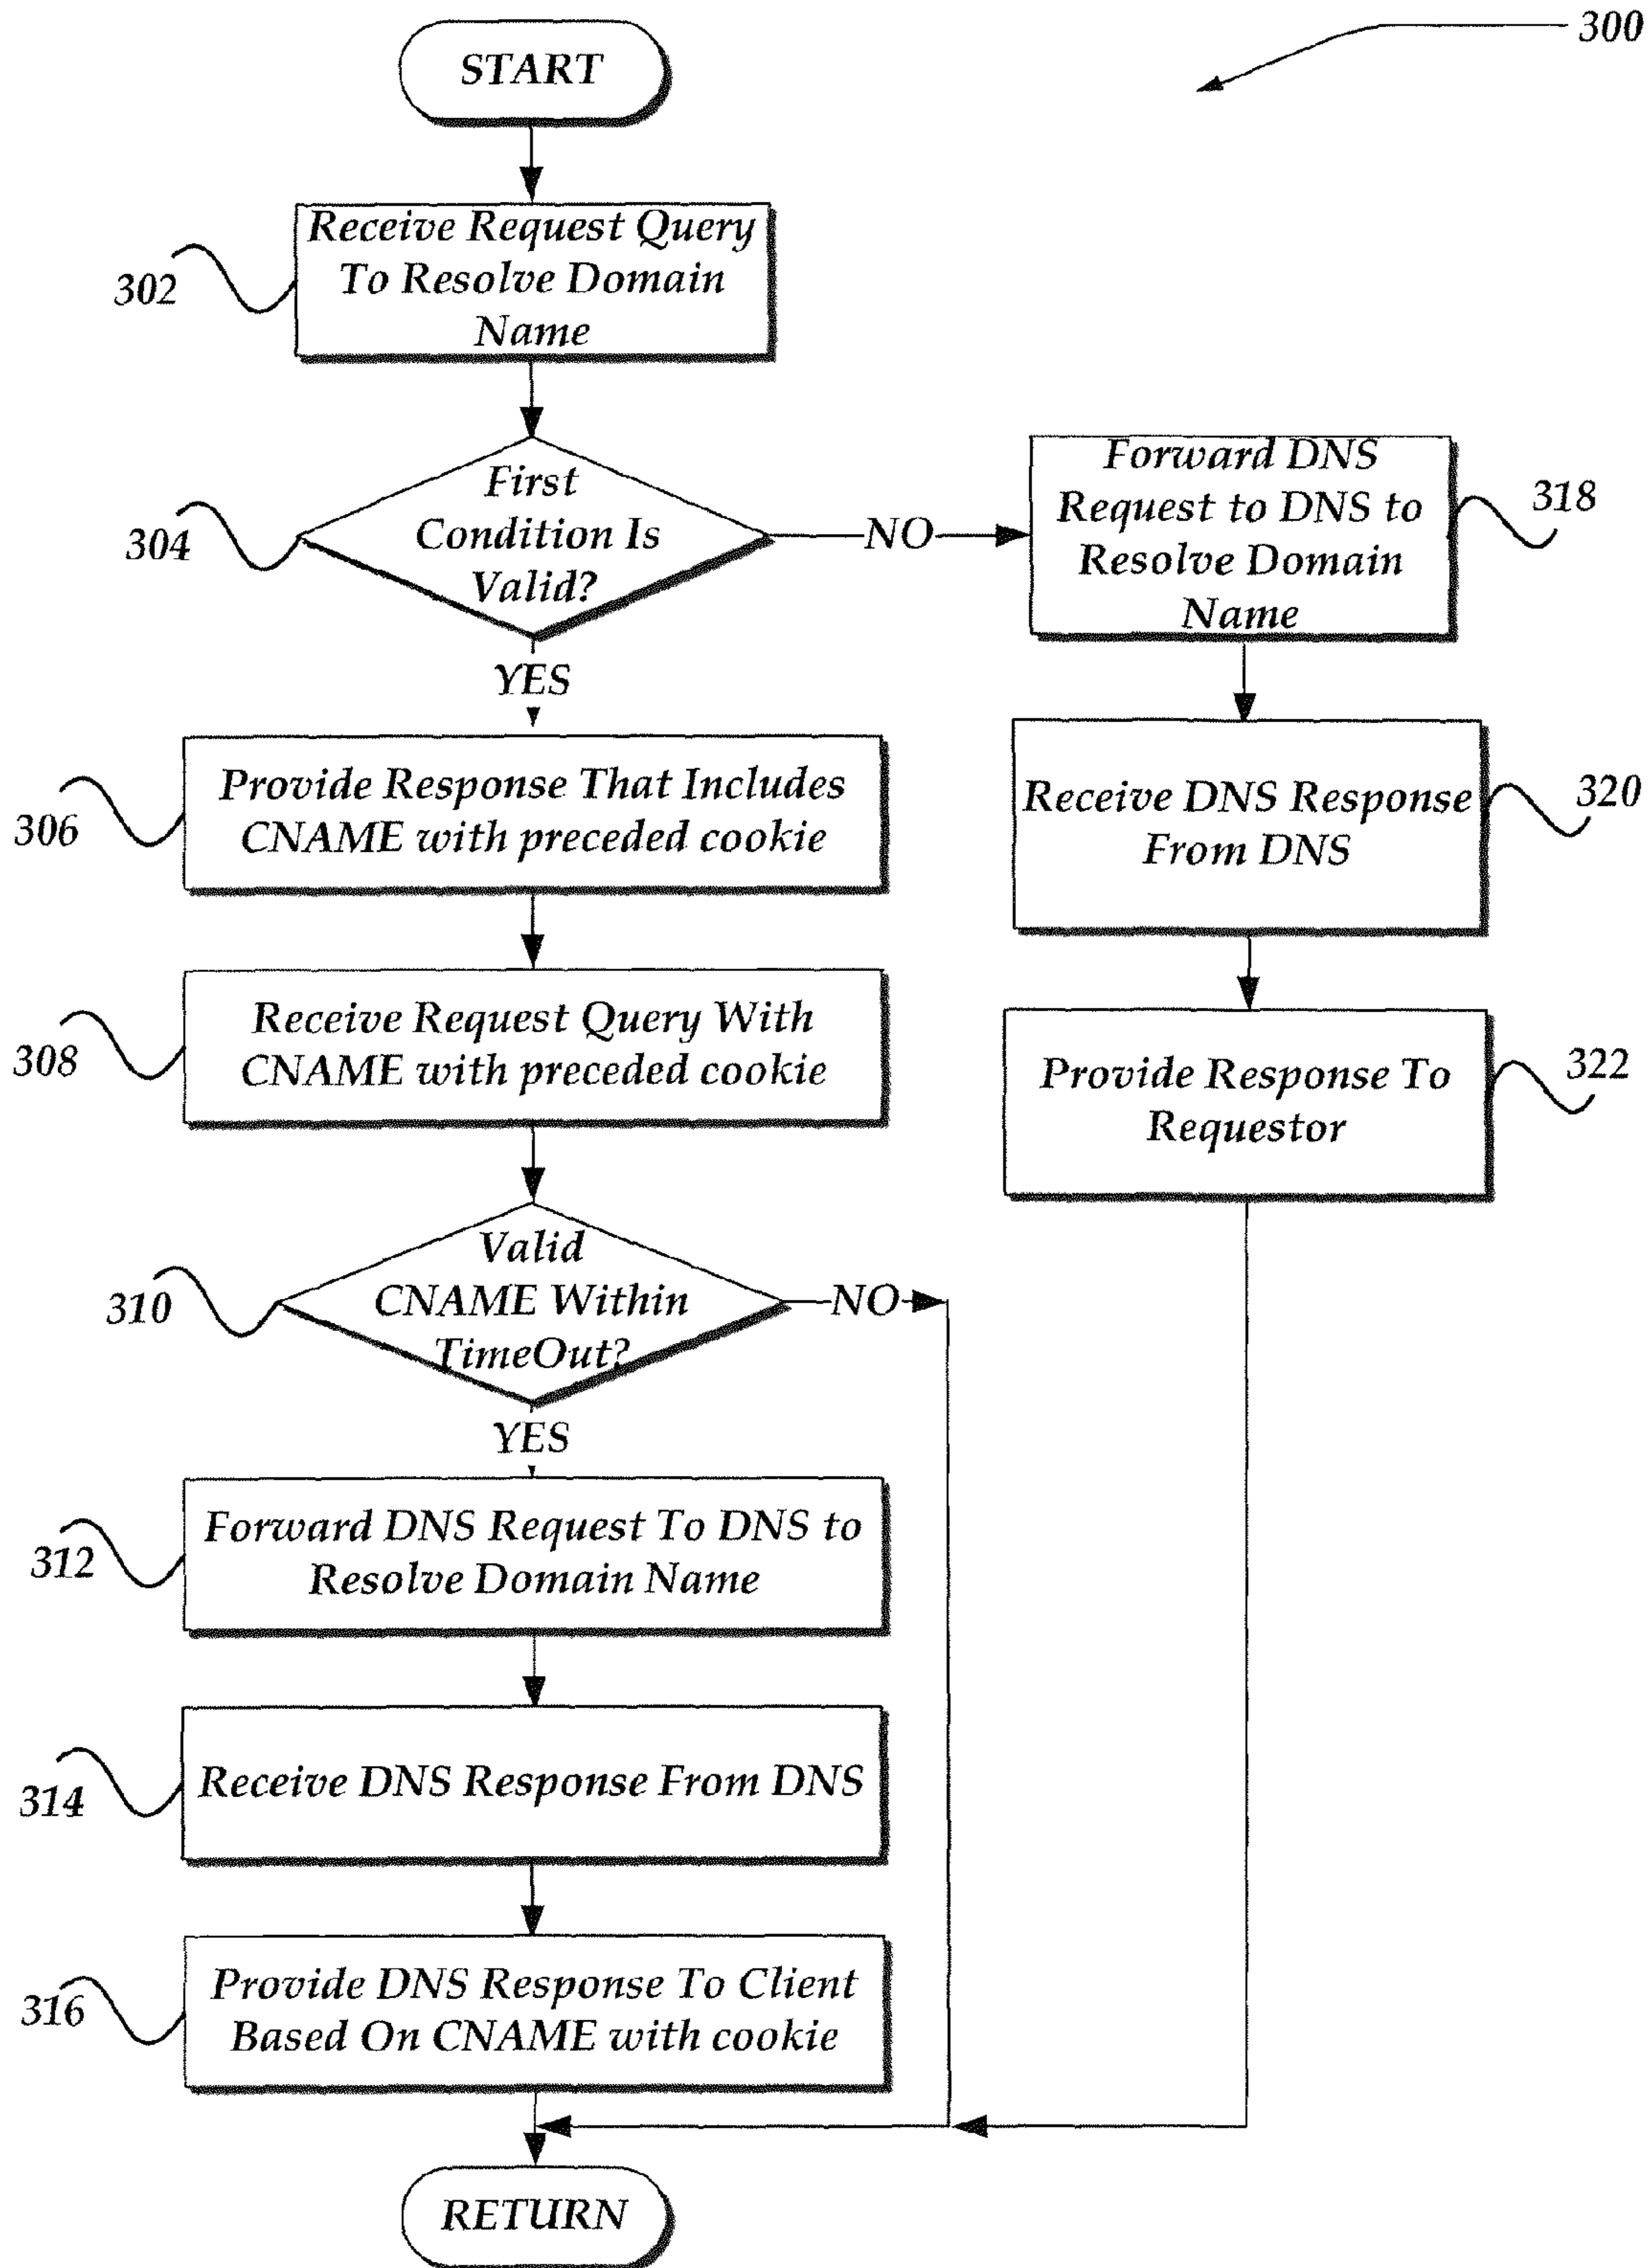 300
START
302
Receive Request Query
To Resolve Domain
Name
304
First
Condition Is
Valid?
NO
YES
318
Forward DNS
Request to DNS to
Resolve Domain
Name
320
Receive DNS Response
From DNS
322
Provide Response To
Requestor
306
Provide Response That Includes
CNAME with preceded cookie
308
Receive Request Query With
CNAME with preceded cookie
310
Valid
CNAME Within
TimeOut?
NO
YES
312
Forward DNS Request To DNS to
Resolve Domain Name
314
Receive DNS Response From DNS
316
Provide DNS Response To Client
Based On CNAME with cookie
RETURN